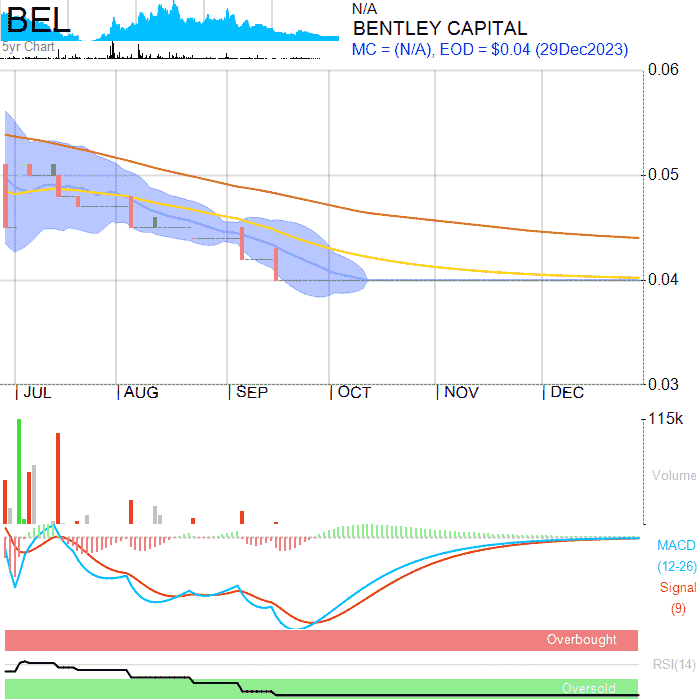 BEL
5yr Chart
N/A
BENTLEY CAPITAL
MC = (N/A), EOD = $0.04 (29Dec2023)
0.06
0.05
0.04
0.03
JUL AUG SEP OCT NOV DEC
115k
Volume
MACD
(12-26)
Signal
(9)
Overbought
RSI(14)
Oversold